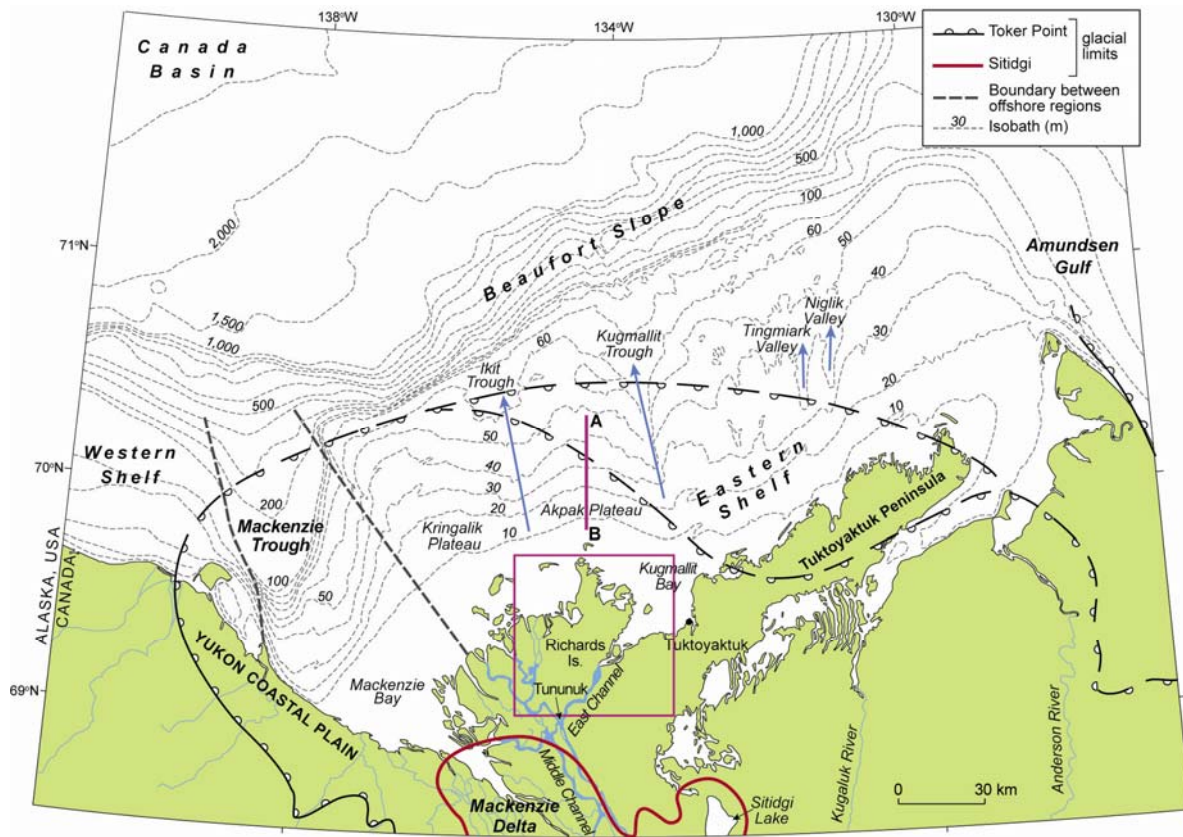 138°W
134°W
130°W
Canada
Basin
Toker Point
Sitidgi
glacial
limits
Boundary between
offshore regions
30 Isobath (m)
1,000
500
100
60
50
40
30
20
10
2,000
71°N
Beaufort Slope
Amundsen
Gulf
1,500
1,000
60
Kugmallit
Trough
Niglik
Valley
Tingmiark
Valley
Ikit
Trough
500
A
50
40
30
20
10
Western
Shelf
70°N
200
Mackenzie
Trough
Kringalik
Plateau
Akpak Plateau
B
Eastern
Shelf
Tuktoyaktuk Peninsula
100
50
Kugmallit
Bay
ALASKA, USA
CANADA
Richards
Is.
Tuktoyaktuk
69°N
YUKON COASTAL PLAIN
Mackenzie
Bay
Tununuk
East Channel
Middle Channel
Mackenzie
Delta
Sitidgi
Lake
Kugaluk River
Anderson River
0 30 km